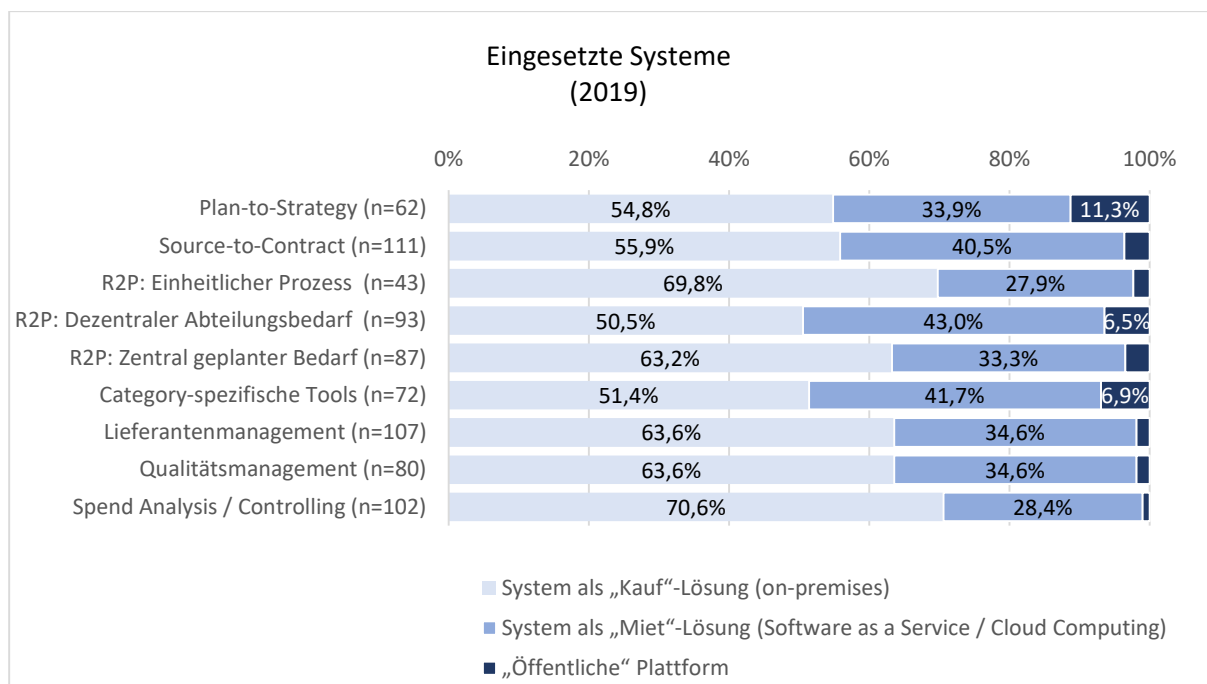 Eingesetzte Systeme
(2019)
0% 20% 40% 60% 80% 100%
Plan-to-Strategy (n=62) 54,8% 33,9% 11,3%
Source-to-Contract (n=111) 55,9% 40,5%
R2P: Einheitlicher Prozess (n=43) 69,8% 27,9%
R2P: Dezentraler Abteilungsbedarf (n=93) 50,5% 43,0% 6,5%
R2P: Zentral geplanter Bedarf (n=87) 63,2% 33,3%
Category-spezifische Tools (n=72) 51,4% 41,7% 6,9%
Lieferantenmanagement (n=107) 63,6% 34,6%
Qualitätsmanagement (n=80) 63,6% 34,6%
Spend Analysis / Controlling (n=102) 70,6% 28,4%
System als „Kauf“-Lösung (on-premises)
System als „Miet“-Lösung (Software as a Service / Cloud Computing)
„Öffentliche“ Plattform